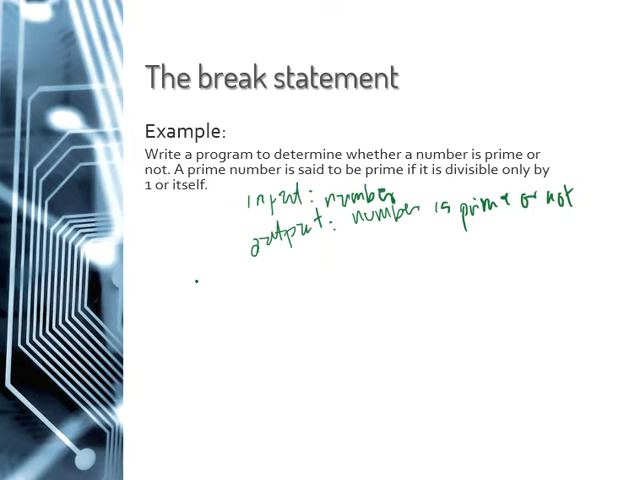 The break statement
Example:
Write a program to determine whether a number is prime or
not. A prime number is said to be prime if it is divisible only by
1 or itself.
input: number
output: number is prime or not